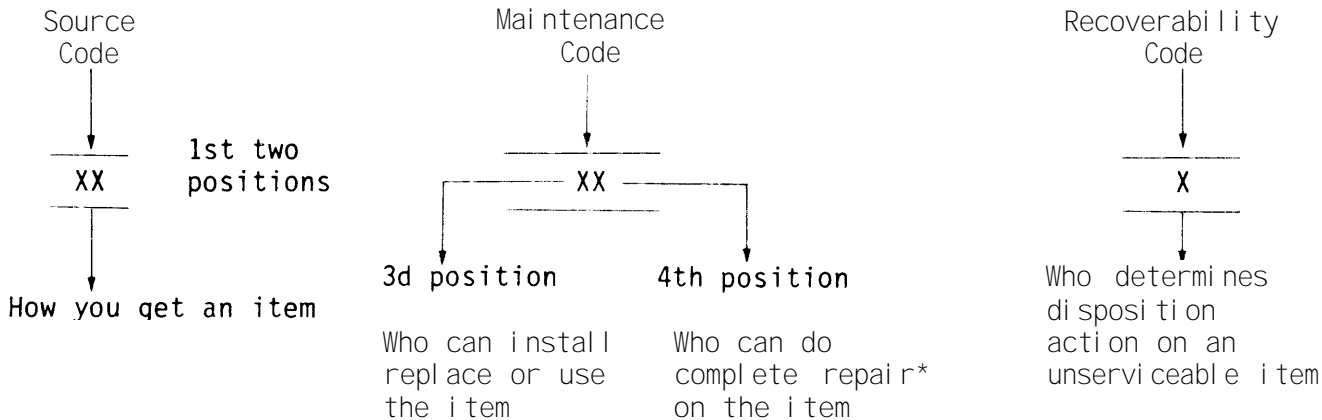 Source
Code
XX
1st two
positions
How you get an item
Maintenance
Code
XX
3d position
Who can install
replace or use
the item
4th position
Who can do
complete repair*
on the item
Recoverability
Code
X
Who determines
disposition
action on an
unserviceable item